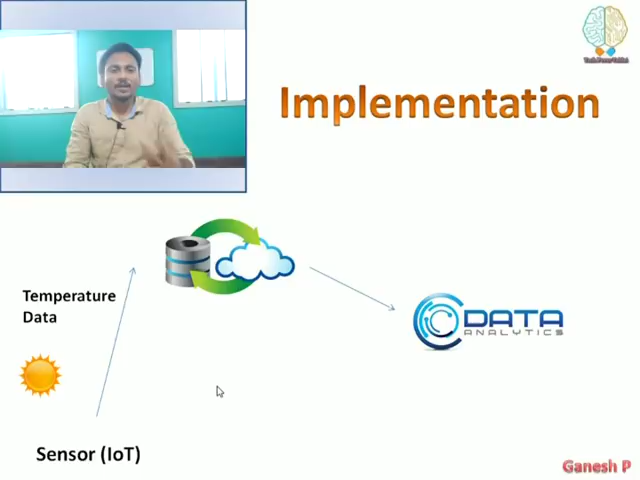 Implementation
Temperature
Data
DATA
ANALYTICS
Sensor (IoT)
Ganesh P